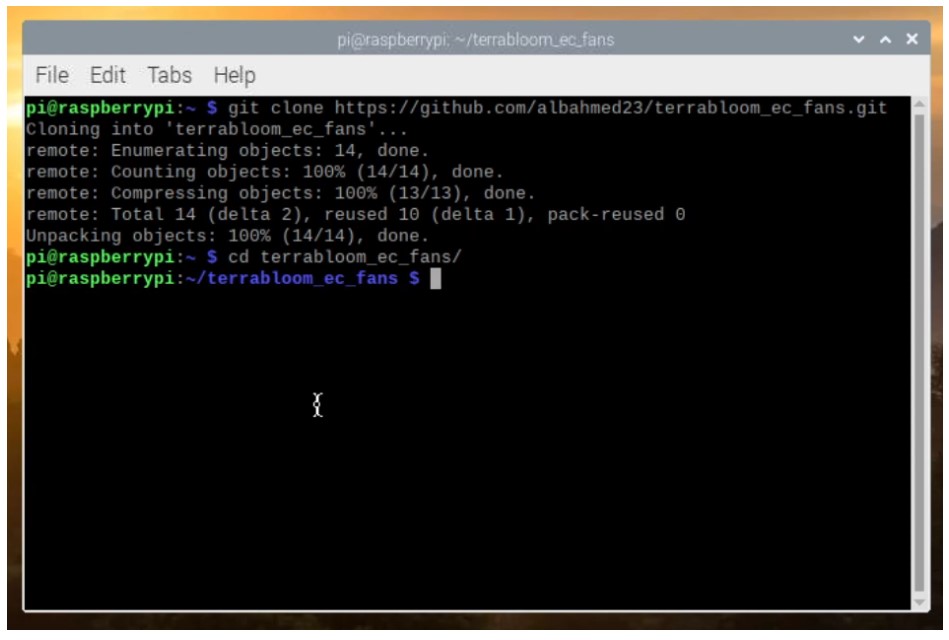 pi@raspberrypi: ~/terrabloom_ec_fans
File Edit Tabs Help
pi@raspberrypi:~ $ git clone https://github.com/albahmed23/terrabloom_ec_fans.git
Cloning into 'terrabloom_ec_fans'...
remote: Enumerating objects: 14, done.
remote: Counting objects: 100% (14/14), done.
remote: Compressing objects: 100% (13/13), done.
remote: Total 14 (delta 2), reused 10 (delta 1), pack-reused 0
Unpacking objects: 100% (14/14), done.
pi@raspberrypi:~ $ cd terrabloom_ec_fans/
pi@raspberrypi:~/terrabloom_ec_fans $